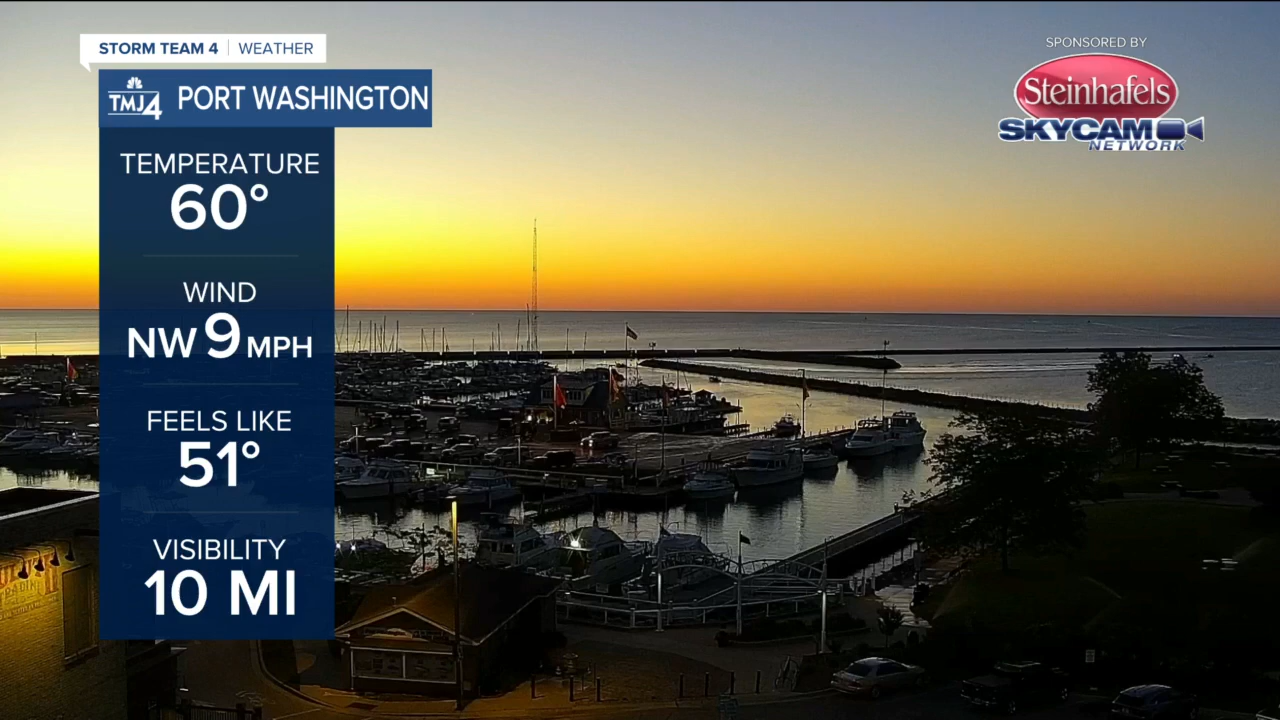 STORM TEAM 4 | WEATHER
TMJ4 PORT WASHINGTON
TEMPERATURE
60°
WIND
NW 9 MPH
FEELS LIKE
51°
VISIBILITY
10 MI
SPONSORED BY
Steinhafels
SKYCAM
NETWORK